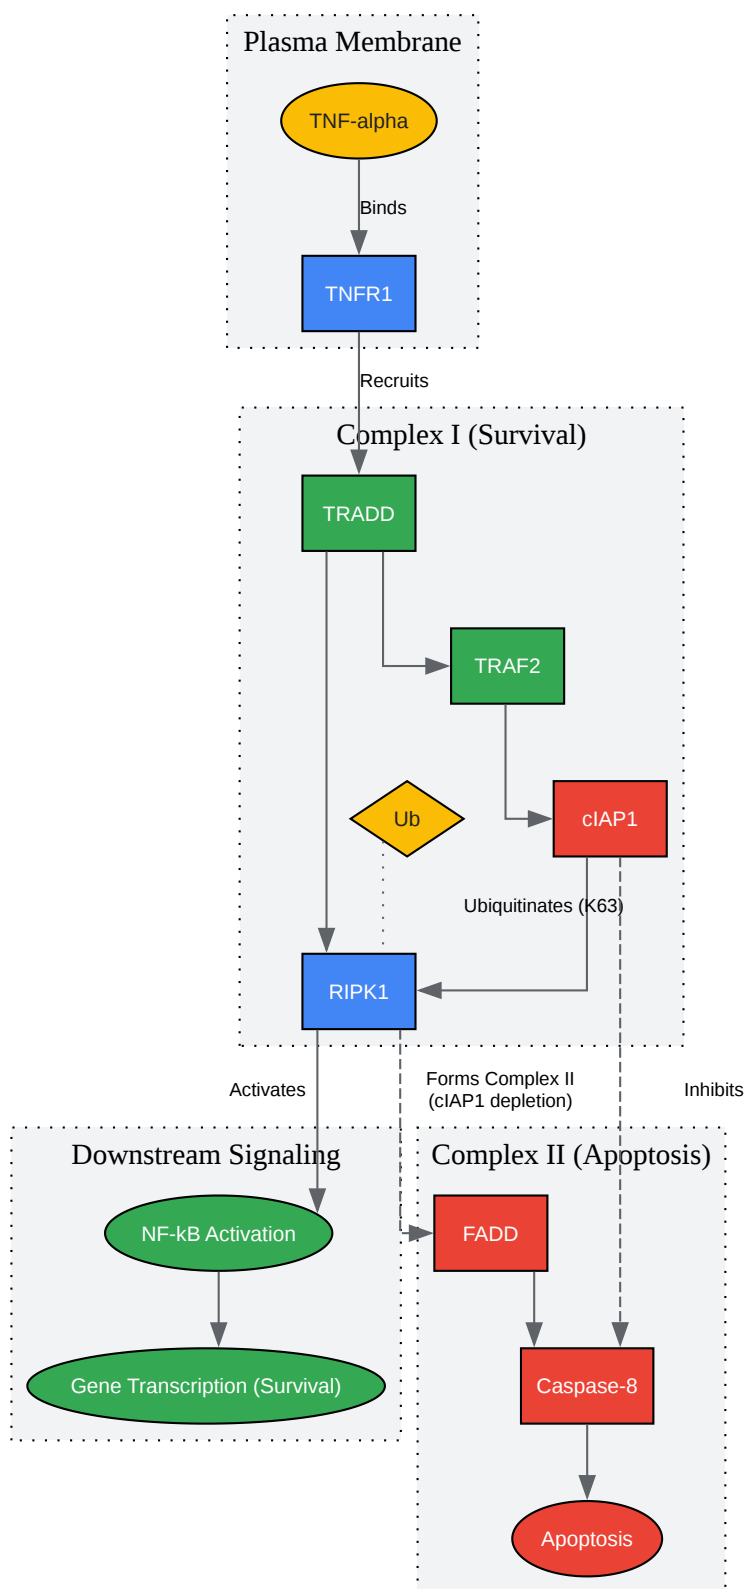 Plasma Membrane
TNF-alpha
Binds
TNFR1
Recruits
Complex I (Survival)
TRADD
TRAF2
Ub
cIAP1
Ubiquitinates (K63)
RIPK1
Activates
Forms Complex II
(cIAP1 depletion)
Inhibits
Downstream Signaling
Complex II (Apoptosis)
NF-kB Activation
FADD
Gene Transcription (Survival)
Caspase-8
Apoptosis